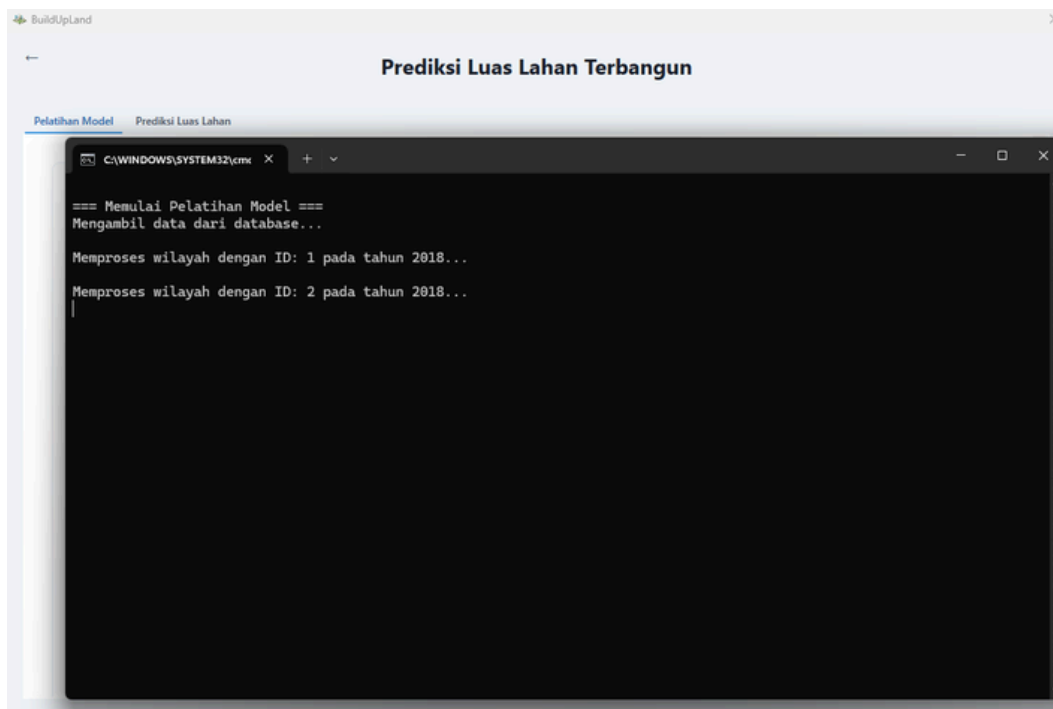 BuildUpLand
Prediksi Luas Lahan Terbangun
Pelatihan Model Prediksi Luas Lahan
C:\WINDOWS\SYSTEM32\cmc
=== Memulai Pelatihan Model ===
Mengambil data dari database...
Memproses wilayah dengan ID: 1 pada tahun 2018...
Memproses wilayah dengan ID: 2 pada tahun 2018...